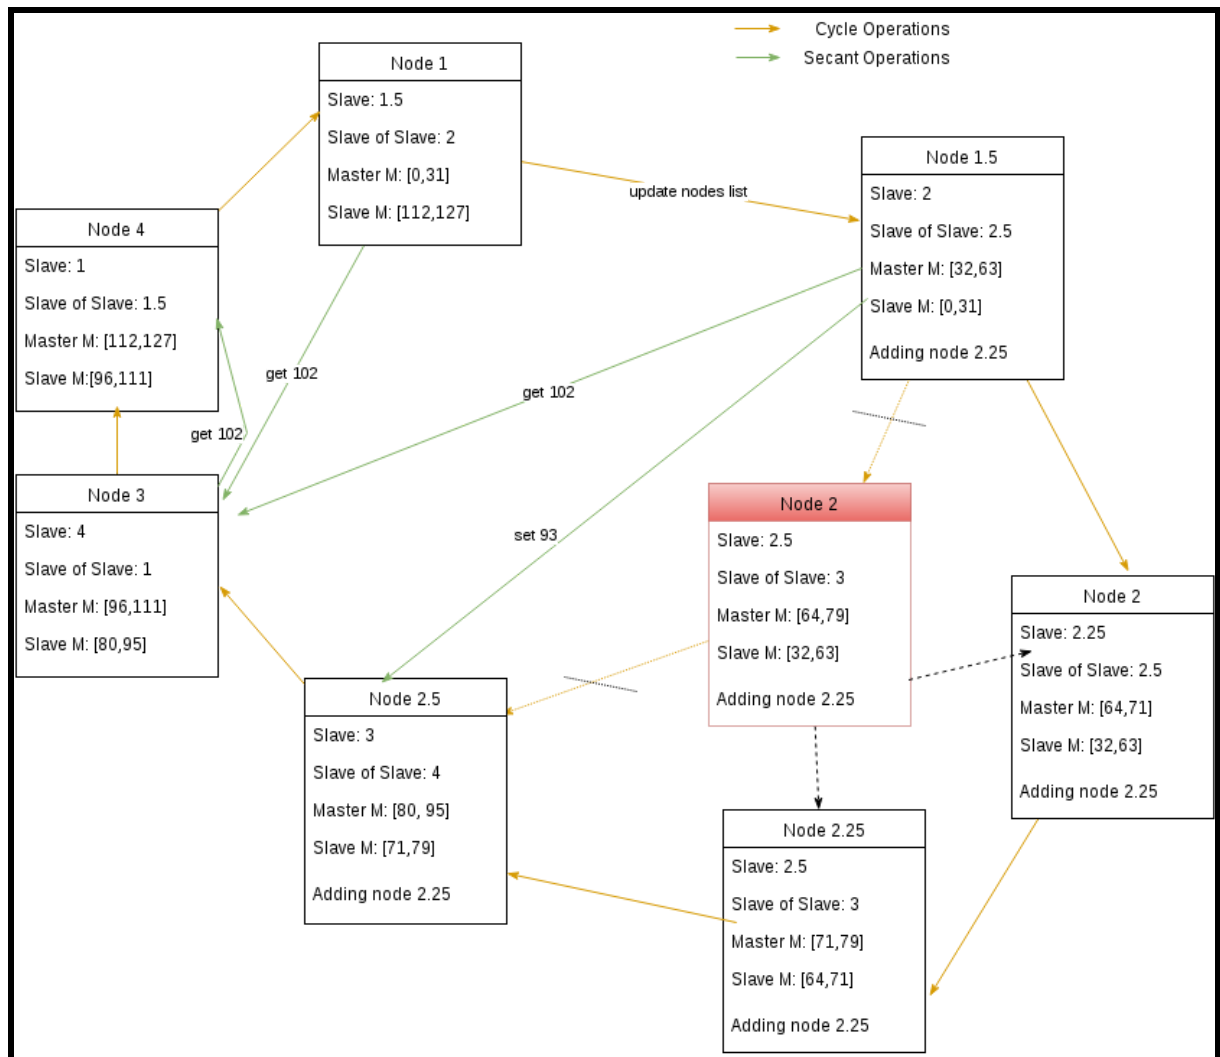 Cycle Operations
Secant Operations
Node 1
Slave: 1.5
Slave of Slave: 2
Master M: [0,31]
Slave M: [112,127]
update nodes list
Node 1.5
Slave: 2
Slave of Slave: 2.5
Master M: [32,63]
Slave M: [0,31]
Adding node 2.25
Node 4
Slave: 1
Slave of Slave: 1.5
Master M: [112,127]
Slave M:[96,111]
get 102
get 102
get 102
set 93
Node 3
Slave: 4
Slave of Slave: 1
Master M: [96,111]
Slave M: [80,95]
Node 2
Slave: 2.5
Slave of Slave: 3
Master M: [64,79]
Slave M: [32,63]
Adding node 2.25
Node 2
Slave: 2.25
Slave of Slave: 2.5
Master M: [64,71]
Slave M: [32,63]
Adding node 2.25
Node 2.5
Slave: 3
Slave of Slave: 4
Master M: [80, 95]
Slave M: [71,79]
Adding node 2.25
Node 2.25
Slave: 2.5
Slave of Slave: 3
Master M: [71,79]
Slave M: [64,71]
Adding node 2.25